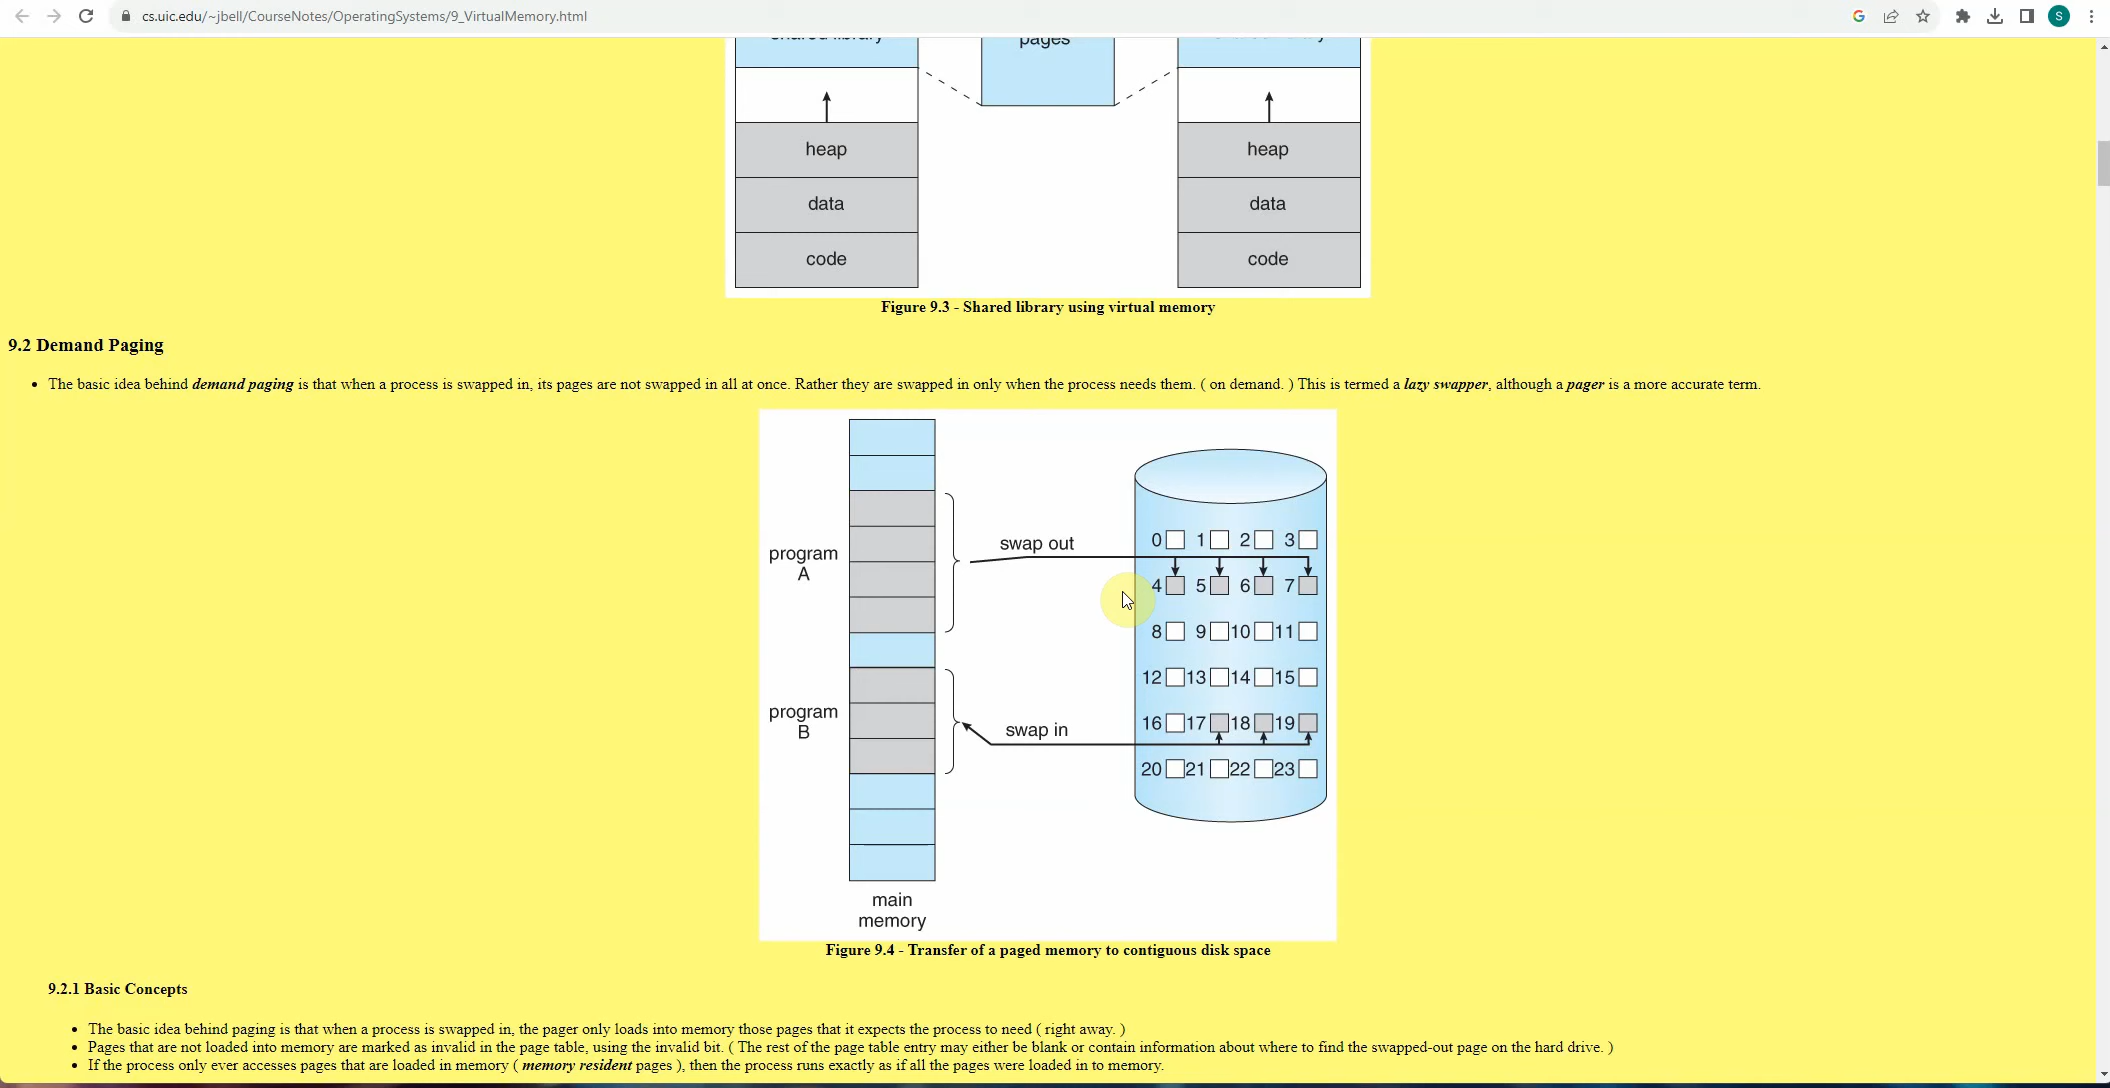 cs.uic.edu/~jbell/CourseNotes/OperatingSystems/9_VirtualMemory.html
S
pages
heap
heap
data
data
code
code
Figure 9.3 - Shared library using virtual memory
9.2 Demand Paging
• The basic idea behind demand paging is that when a process is swapped in, its pages are not swapped in all at once. Rather they are swapped in only when the process needs them. ( on demand. ) This is termed a lazy swapper, although a pager is a more accurate term.
program
A
swap out
0 1 2 3
4 5 6 7
8 9 10 11
12 13 14 15
program
B
swap in
16 17 18 19
20 21 22 23
main
memory
Figure 9.4 - Transfer of a paged memory to contiguous disk space
9.2.1 Basic Concepts
• The basic idea behind paging is that when a process is swapped in, the pager only loads into memory those pages that it expects the process to need ( right away. )
• Pages that are not loaded into memory are marked as invalid in the page table, using the invalid bit. ( The rest of the page table entry may either be blank or contain information about where to find the swapped-out page on the hard drive. )
• If the process only ever accesses pages that are loaded in memory ( memory resident pages ), then the process runs exactly as if all the pages were loaded in to memory.